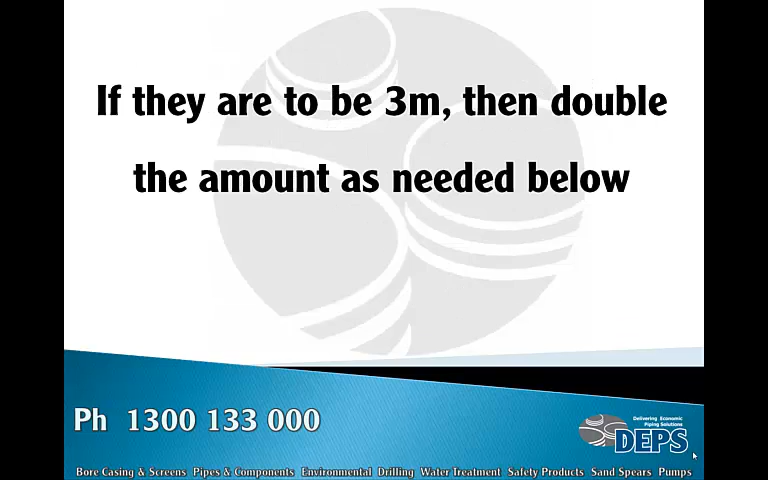 If they are to be 3m, then double
the amount as needed below
Ph 1300 133 000
Delivering Economic
Piping Solutions
DEPS
Bore Casing & Screens Pipes & Components Environmental Drilling Water Treatment Safety Products Sand Spears Pumps